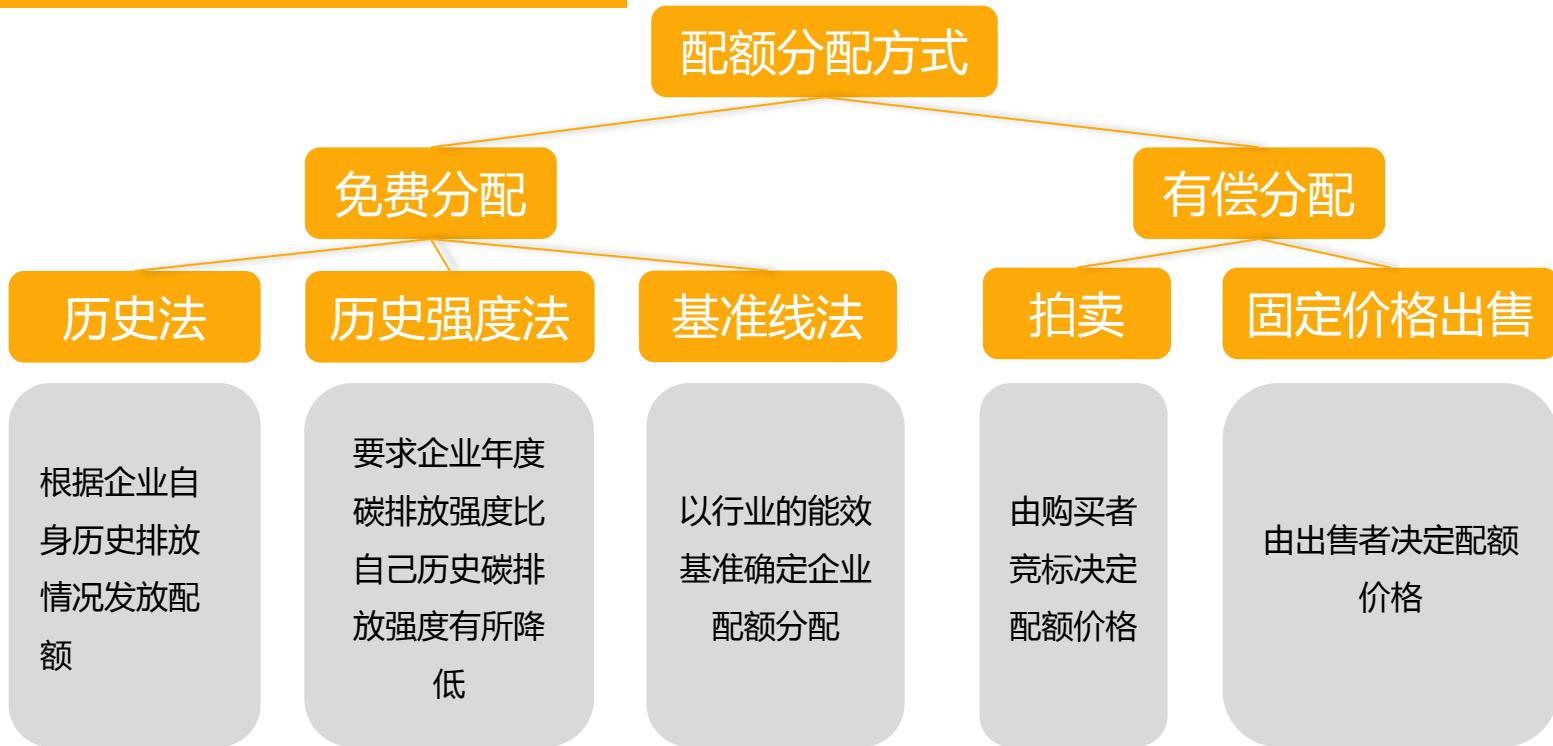 配额分配方式
免费分配
有偿分配
历史法
历史强度法
基准线法
拍卖
固定价格出售
根据企业自
身历史排放
情况发放配
额
要求企业年度
碳排放强度比
自己历史碳排
放强度有所降
低
以行业的能效
基准确定企业
配额分配
由购买者
竞标决定
配额价格
由出售者决定配额
价格